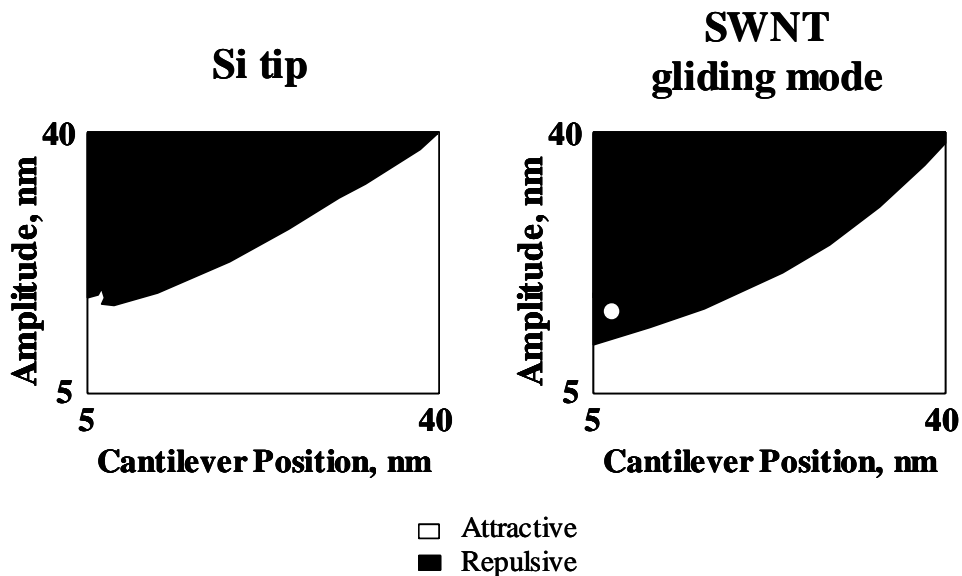 Si tip
40
Amplitude, nm
5
5
40
Cantilever Position, nm
SWNT
gliding mode
40
Amplitude, nm
5
5
40
Cantilever Position, nm
Attractive
Repulsive